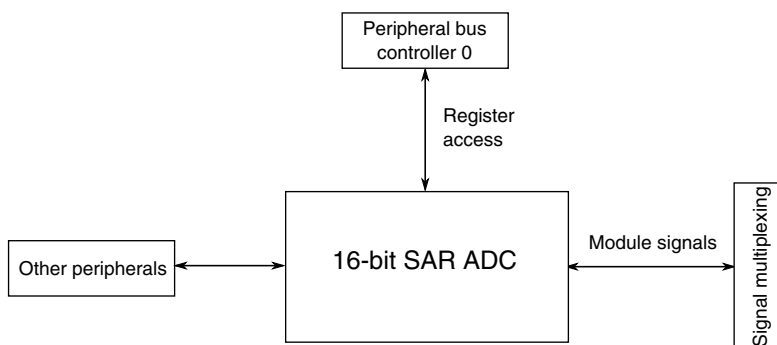 Peripheral bus
controller 0
Register
access
Other peripherals
16-bit SAR ADC
Module signals
Signal multiplexing